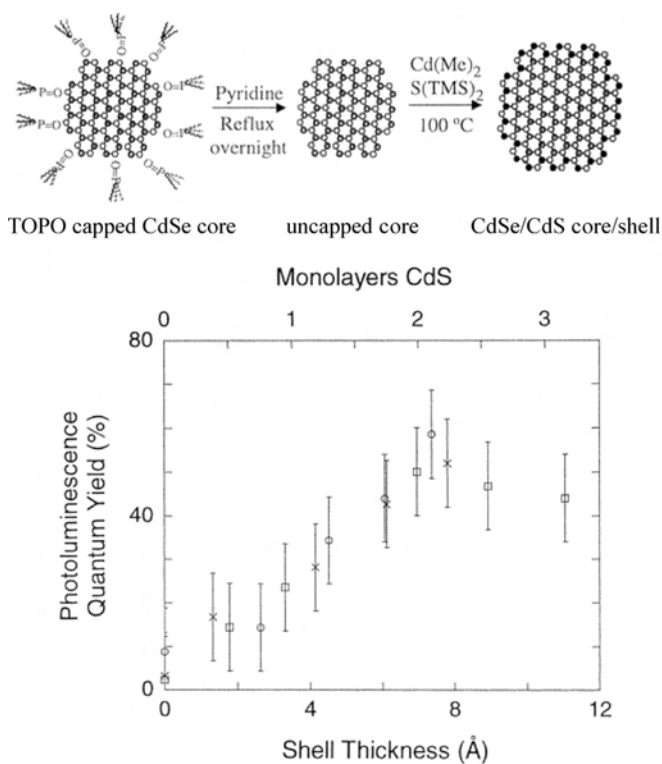 O=P
P=O
Pyridine
Reflux
overnight
Cd(Me)₂
S(TMS)₂
100 ºC
TOPO capped CdSe core
uncapped core
CdSe/CdS core/shell
Monolayers CdS
0 1 2 3
Photoluminescence
Quantum Yield (%)
80
40
0
0 4 8 12
Shell Thickness (Å)